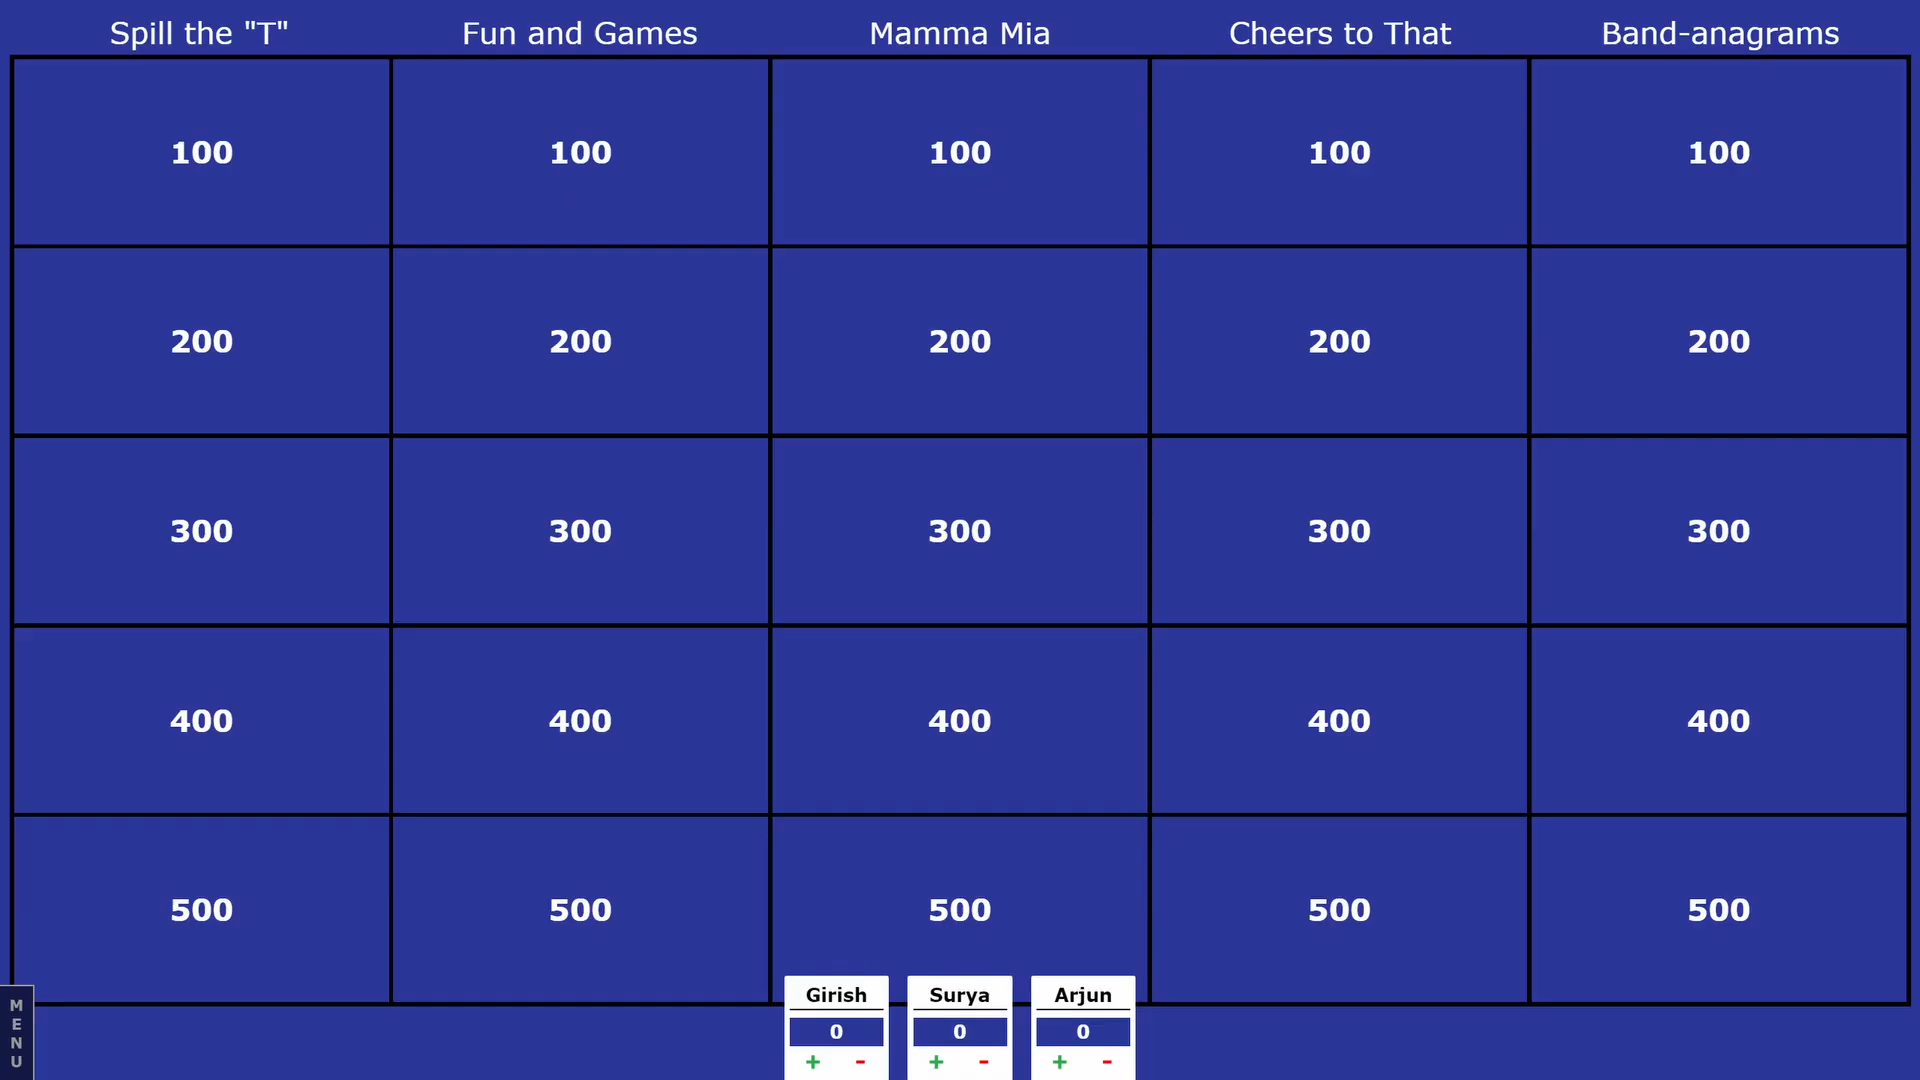 Spill the "T" Fun and Games Mamma Mia Cheers to That Band-anagrams
100 100 100 100 100
200 200 200 200 200
300 300 300 300 300
400 400 400 400 400
500 500 500 500 500
MENU
Girish Surya Arjun
0 0 0
+ - + - + -